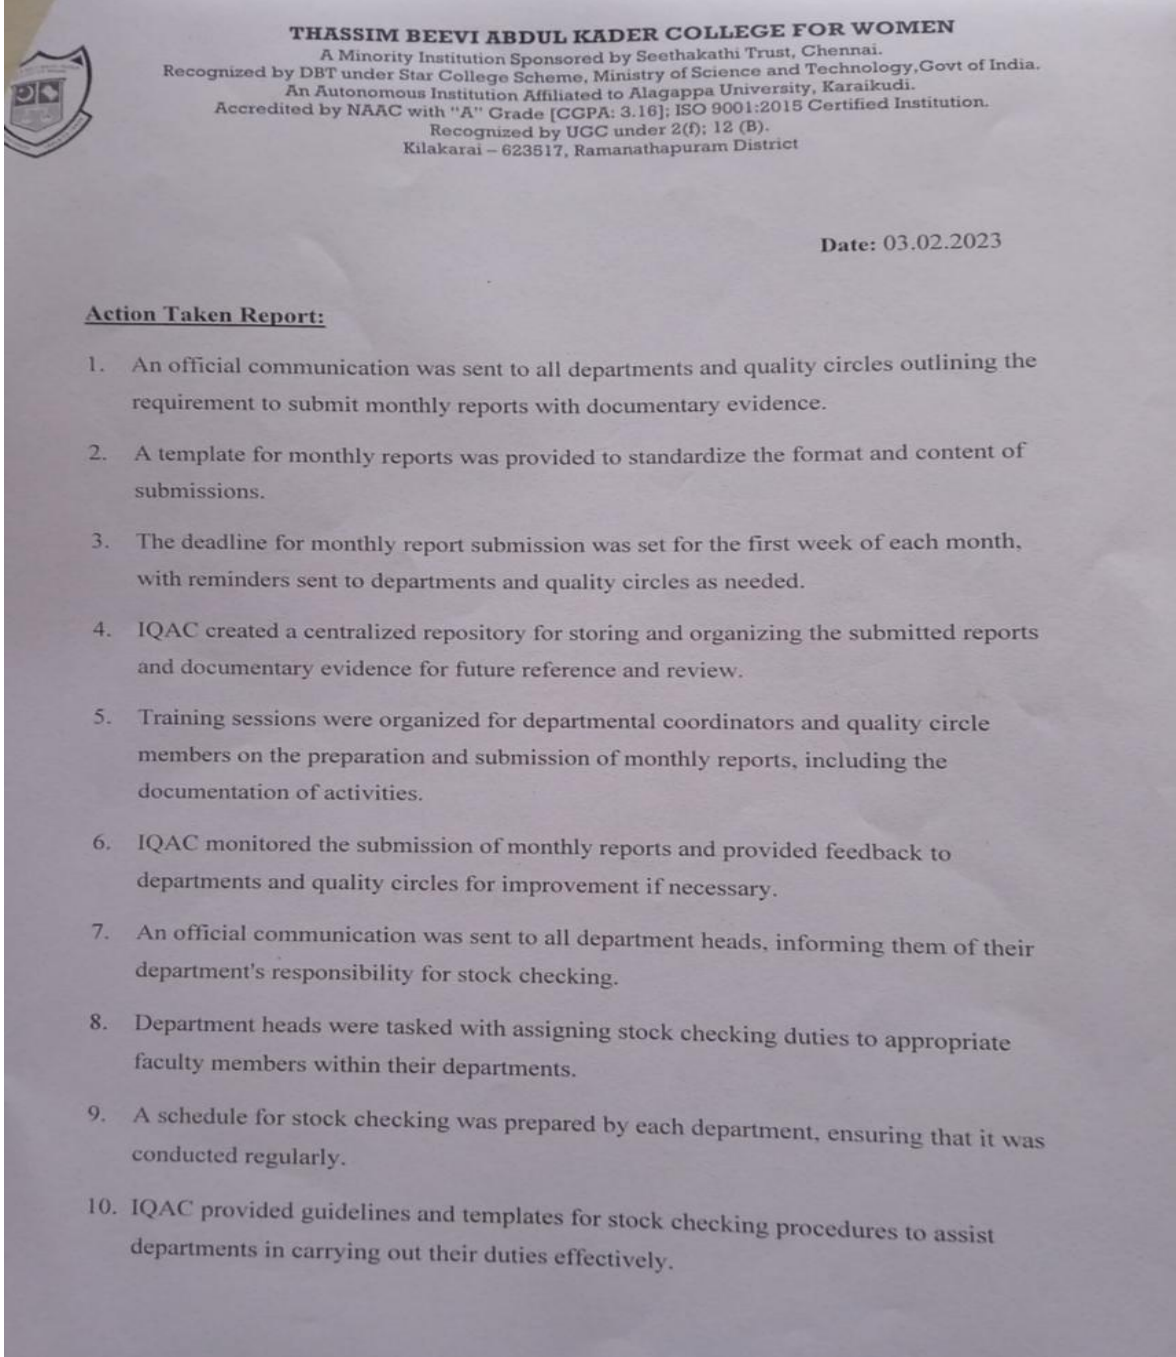 THASSIM BEEVI ABDUL KADER COLLEGE FOR WOMEN
A Minority Institution Sponsored by Seethakathi Trust, Chennai.
Recognized by DBT under Star College Scheme, Ministry of Science and Technology,Govt of India.
An Autonomous Institution Affiliated to Alagappa University, Karaikudi.
Accredited by NAAC with "A" Grade [CGPA: 3.16]; ISO 9001:2015 Certified Institution.
Recognized by UGC under 2(f); 12 (B).
Kilakarai – 623517, Ramanathapuram District
Date: 03.02.2023
Action Taken Report:
1. An official communication was sent to all departments and quality circles outlining the
requirement to submit monthly reports with documentary evidence.
2. A template for monthly reports was provided to standardize the format and content of
submissions.
3. The deadline for monthly report submission was set for the first week of each month,
with reminders sent to departments and quality circles as needed.
4. IQAC created a centralized repository for storing and organizing the submitted reports
and documentary evidence for future reference and review.
5. Training sessions were organized for departmental coordinators and quality circle
members on the preparation and submission of monthly reports, including the
documentation of activities.
6. IQAC monitored the submission of monthly reports and provided feedback to
departments and quality circles for improvement if necessary.
7. An official communication was sent to all department heads, informing them of their
department's responsibility for stock checking.
8. Department heads were tasked with assigning stock checking duties to appropriate
faculty members within their departments.
9. A schedule for stock checking was prepared by each department, ensuring that it was
conducted regularly.
10. IQAC provided guidelines and templates for stock checking procedures to assist
departments in carrying out their duties effectively.